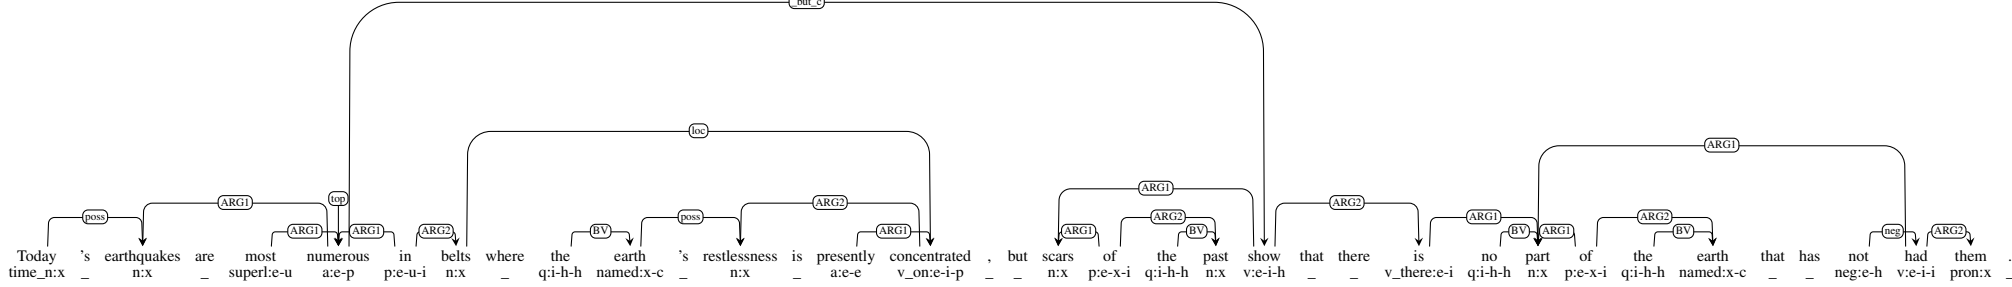 _but_c
loc
ARG1
ARG1
top
ARG1
ARG2
ARG2
poss
poss
ARG2
ARG1
ARG2
ARG1
ARG1
ARG2
BV
ARG1
ARG1
BV
BV
ARG1
BV
neg
ARG2
Today 's earthquakes are most numerous in belts where the earth 's restlessness is presently concentrated , but scars of the past show that there is no part of the earth that has not had them .
time_n:x _ n:x _ superl:e-u a:e-p p:e-u-i n:x _ q:i-h-h named:x-c _ n:x _ a:e-e v_on:e-i-p _ _ n:x p:e-x-i q:i-h-h n:x v:e-i-h _ _ v_there:e-i q:i-h-h n:x p:e-x-i q:i-h-h named:x-c _ _ neg:e-h v:e-i-i pron:x _